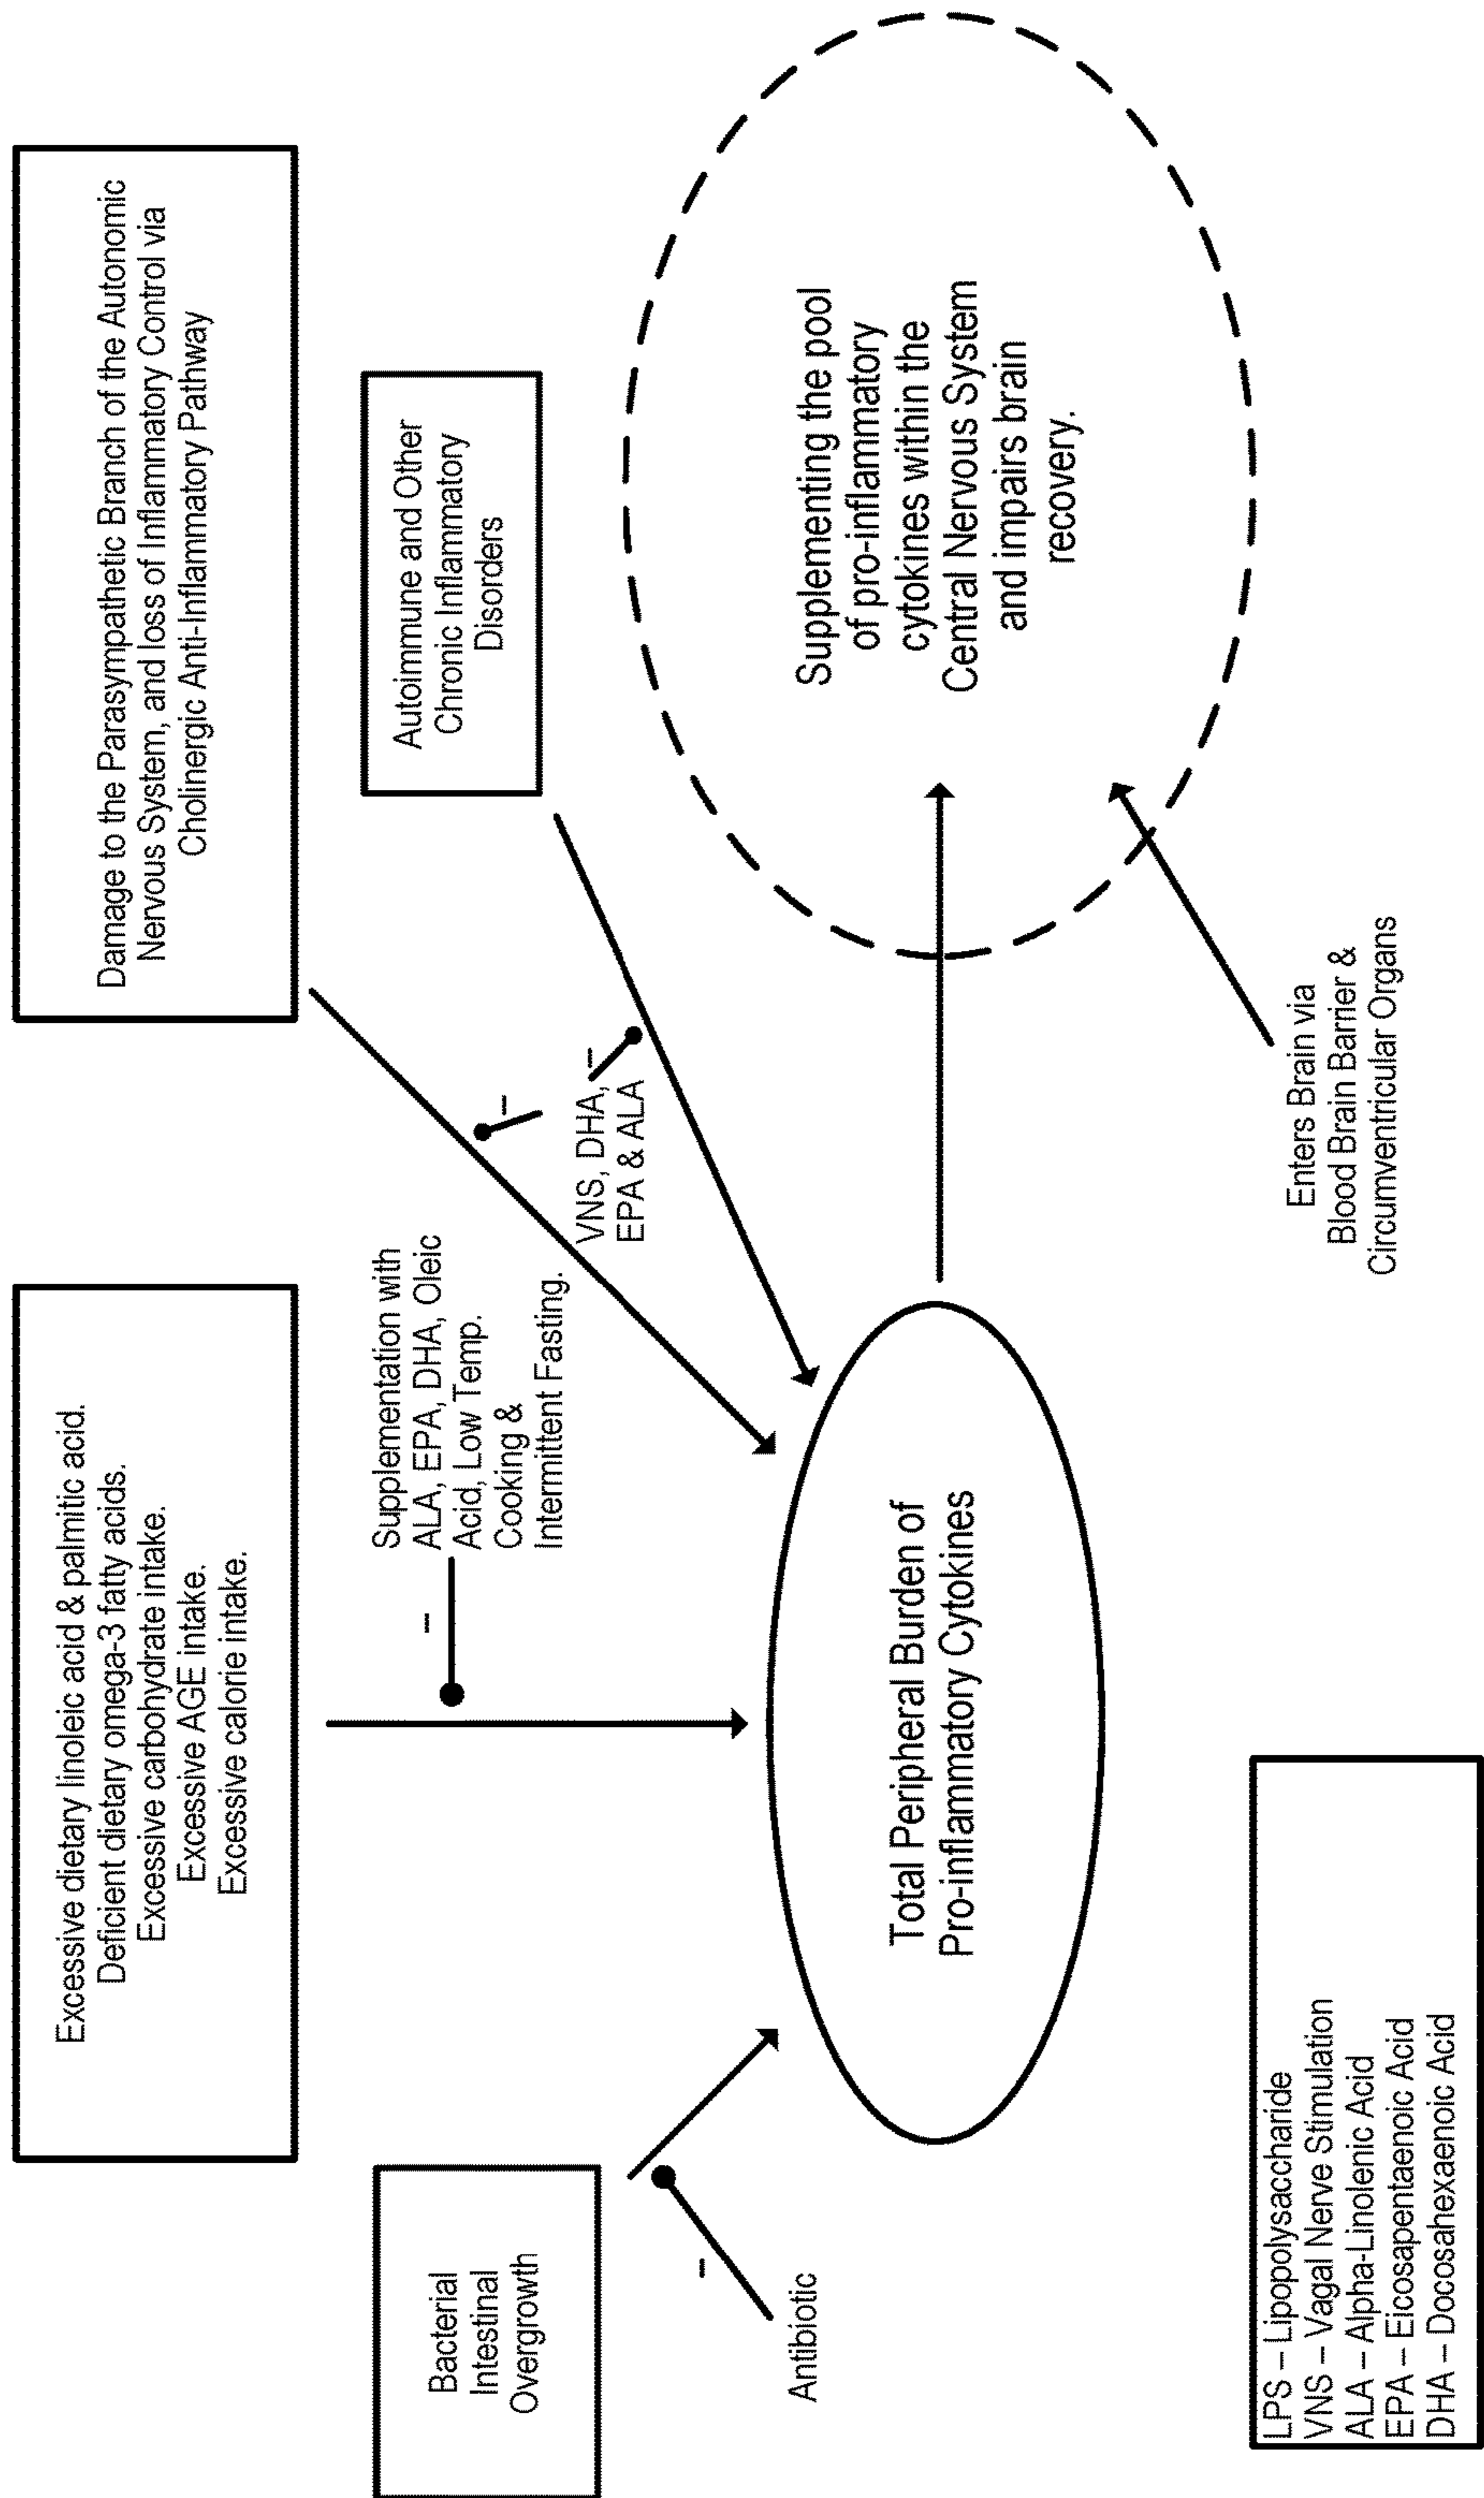 Excessive dietary linoleic acid & palmitic acid.
Deficient dietary omega-3 fatty acids.
Excessive carbohydrate intake.
Excessive AGE intake.
Excessive calorie intake.
Damage to the Parasympathetic Branch of the Autonomic
Nervous System, and loss of Inflammatory Control via
Cholinergic Anti-Inflammatory Pathway
Bacterial
Intestinal
Overgrowth
Supplementation with
ALA, EPA, DHA, Oleic
Acid, Low Temp.
Cooking &
Intermittent Fasting.
–
Autoimmune and Other
Chronic Inflammatory
Disorders
–
–
VNS, DHA,
EPA & ALA
–
Antibiotic
Total Peripheral Burden of
Pro-inflammatory Cytokines
Supplementing the pool
of pro-inflammatory
cytokines within the
Central Nervous System
and impairs brain
recovery.
Enters Brain via
Blood Brain Barrier &
Circumventricular Organs
LPS – Lipopolysaccharide
VNS – Vagal Nerve Stimulation
ALA – Alpha-Linolenic Acid
EPA – Eicosapentaenoic Acid
DHA – Docosahexaenoic Acid